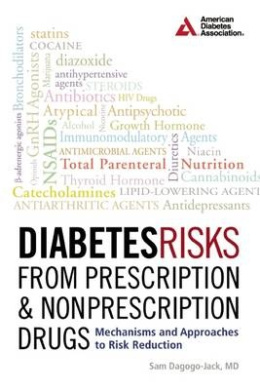 American
Diabetes
Association.
Bronchodilators
statins
COCAINE
Marijuana
diazoxide
antihypertensive
agents
STEROIDS
β-adrenergic agonists
Opioids
GnRH Agonists
Antibiotics
HIV Drugs
Atypical Antipsychotic
Alcohol
Growth Hormone
Agents
NSAIDs
Immunomodulatory
Diuretics
ANTIMICROBIAL AGENTS
Niacin
Total Parenteral Nutrition
Thyroid Hormone
Cannabinoids
Catecholamines
LIPID-LOWERING AGENTS
ANTIARTHRITIC AGENTS
Antidepressants
DIABETESRISKS
FROM PRESCRIPTION
& NONPRESCRIPTION
DRUGS
Mechanisms and Approaches
to Risk Reduction
Sam Dagogo-Jack, MD